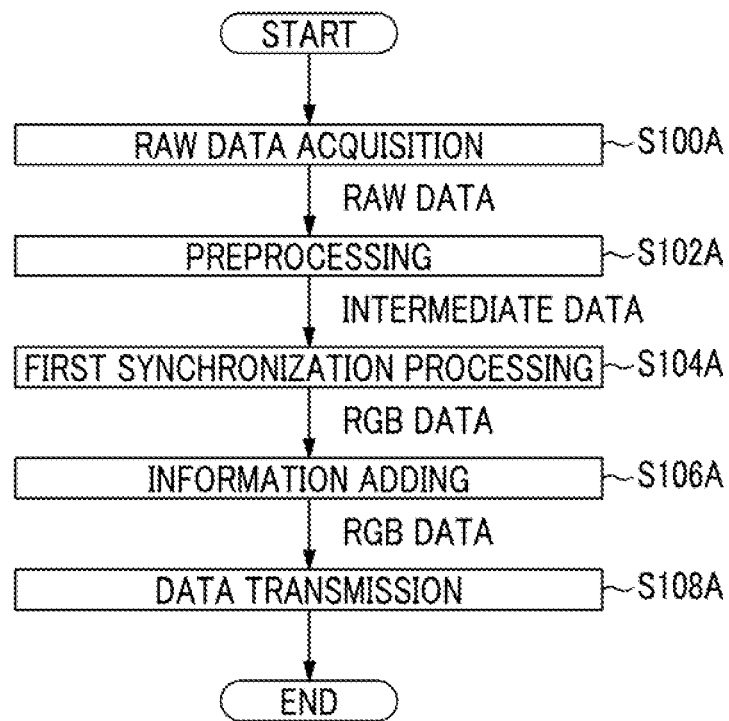 START
RAW DATA ACQUISITION
S100A
RAW DATA
PREPROCESSING
S102A
INTERMEDIATE DATA
FIRST SYNCHRONIZATION PROCESSING
S104A
RGB DATA
INFORMATION ADDING
S106A
RGB DATA
DATA TRANSMISSION
S108A
END